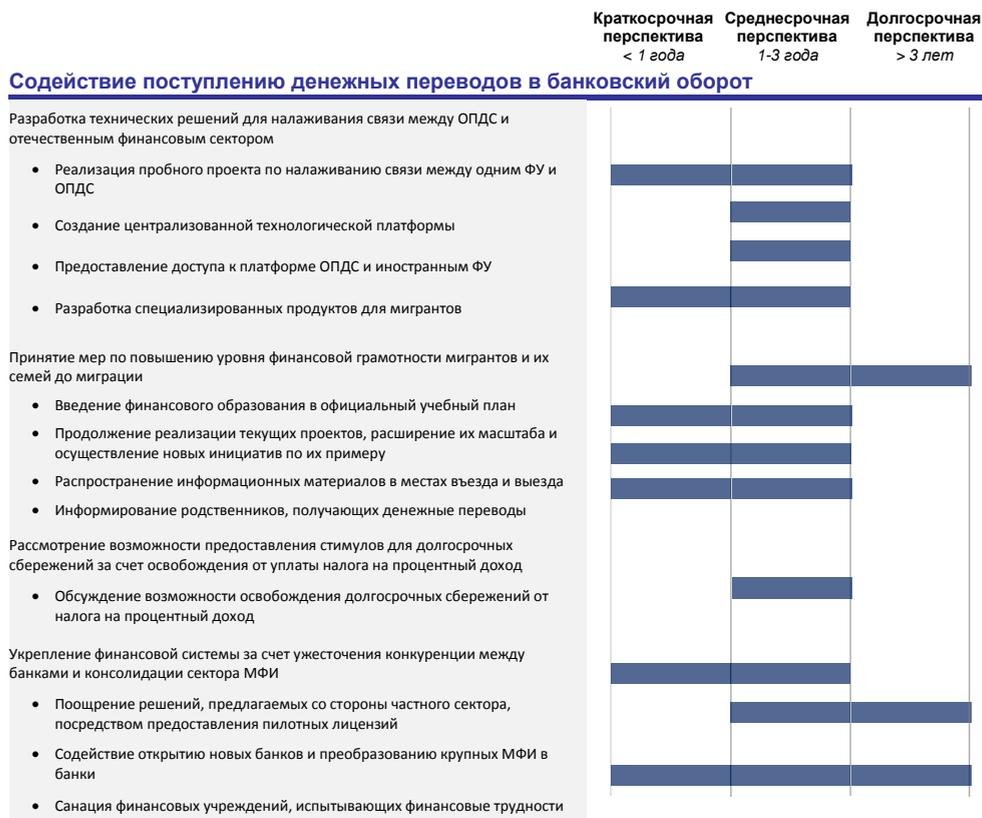 Краткосрочная Среднесрочная Долгосрочная
перспектива перспектива перспектива
< 1 года 1-3 года > 3 лет
Содействие поступлению денежных переводов в банковский оборот
Разработка технических решений для налаживания связи между ОПДС и
отечественным финансовым сектором
• Реализация пробного проекта по налаживанию связи между одним ФУ и
ОПДС
• Создание централизованной технологической платформы
• Предоставление доступа к платформе ОПДС и иностранным ФУ
• Разработка специализированных продуктов для мигрантов
Принятие мер по повышению уровня финансовой грамотности мигрантов и их
семей до миграции
• Введение финансового образования в официальный учебный план
• Продолжение реализации текущих проектов, расширение их масштаба и
осуществление новых инициатив по их примеру
• Распространение информационных материалов в местах въезда и выезда
• Информирование родственников, получающих денежные переводы
Рассмотрение возможности предоставления стимулов для долгосрочных
сбережений за счет освобождения от уплаты налога на процентный доход
• Обсуждение возможности освобождения долгосрочных сбережений от
налога на процентный доход
Укрепление финансовой системы за счет ужесточения конкуренции между
банками и консолидации сектора МФИ
• Поощрение решений, предлагаемых со стороны частного сектора,
посредством предоставления пилотных лицензий
• Содействие открытию новых банков и преобразованию крупных МФИ в
банки
• Санация финансовых учреждений, испытывающих финансовые трудности